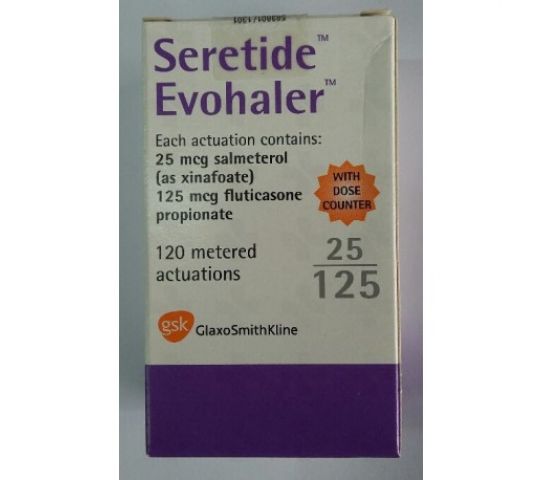 Seretide™
Evohaler™
Each actuation contains:
25 mcg salmeterol
(as xinafoate)
125 mcg fluticasone
propionate
WITH
DOSE
COUNTER
120 metered
actuations
25
125
gsk GlaxoSmithKline